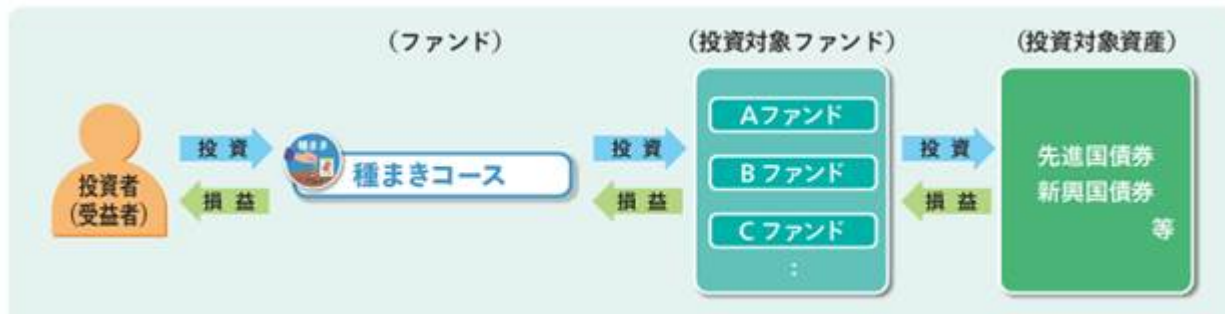 （ファンド）
（投資対象ファンド）
（投資対象資産）
投資者
（受益者）
投資
損益
種まき
種まきコース
投資
損益
Aファンド
Bファンド
Cファンド
：
投資
損益
先進国債券
新興国債券
等